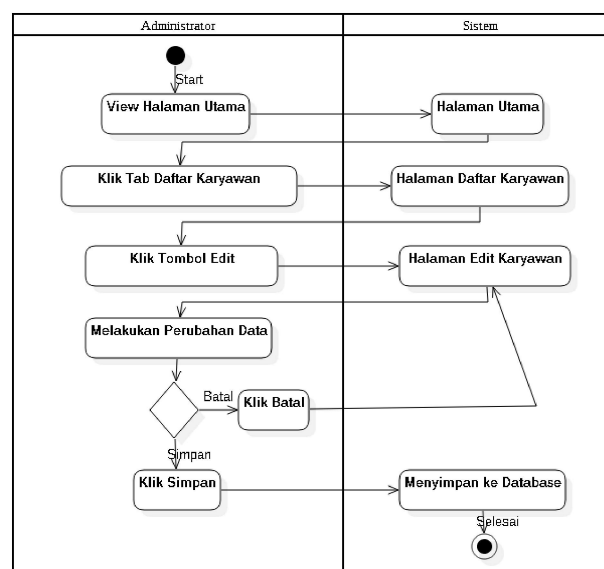 Administrator
Sistem
Start
View Halaman Utama
Halaman Utama
Klik Tab Daftar Karyawan
Halaman Daftar Karyawan
Klik Tombol Edit
Halaman Edit Karyawan
Melakukan Perubahan Data
Batal
Klik Batal
Simpan
Klik Simpan
Menyimpan ke Database
Selesai